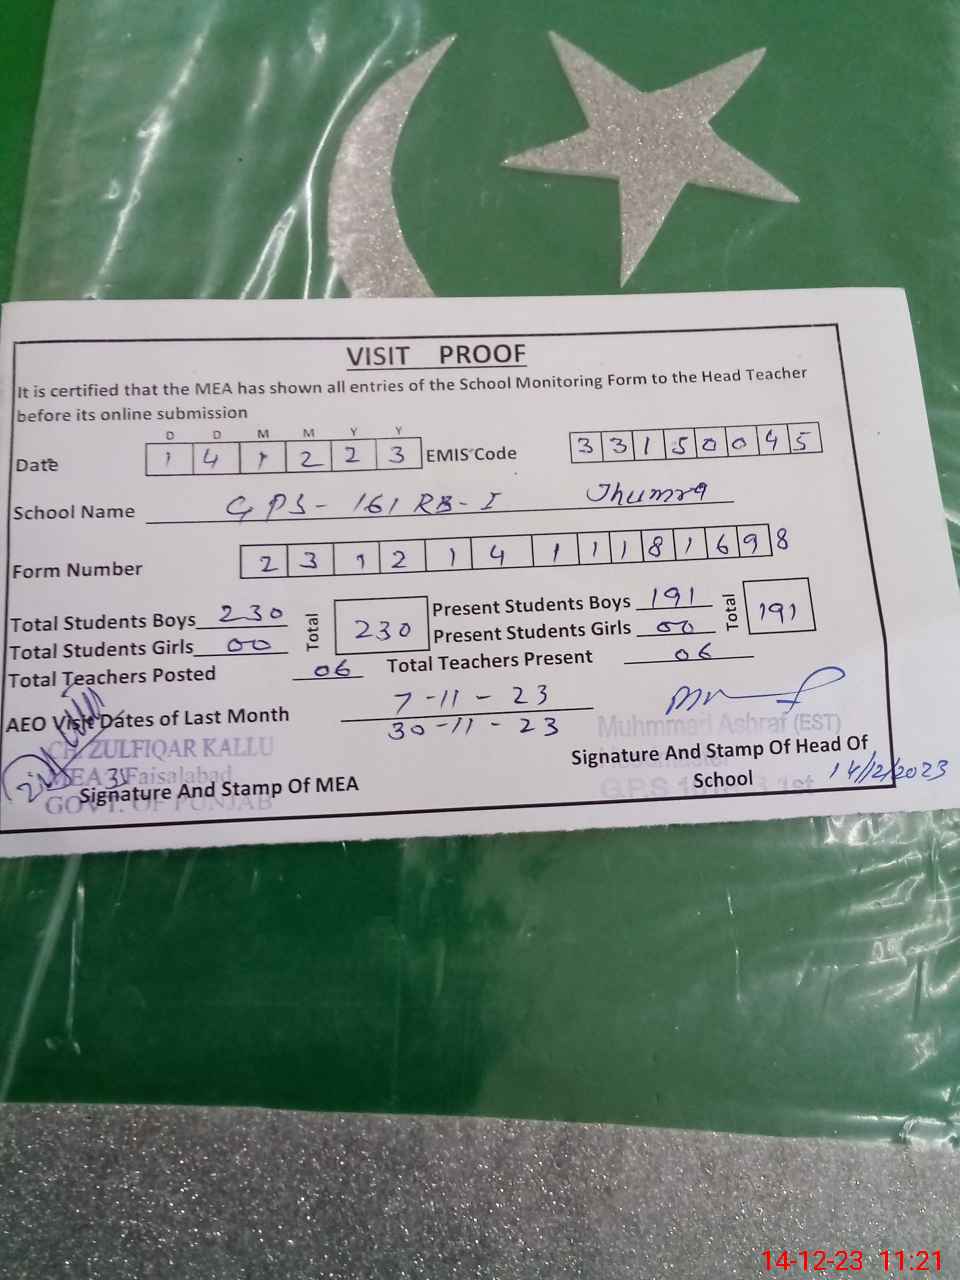 VISIT PROOF
It is certified that the MEA has shown all entries of the School Monitoring Form to the Head Teacher
before its online submission
D D M M Y Y
Date 1 4 1 2 2 3 EMIS Code 3 3 1 5 0 0 4 5
School Name GPS - 161 RB - I Jhumra
Form Number 2 3 1 2 1 4 1 1 1 8 1 6 9 8
Total Students Boys 230 Total 230 Present Students Boys 191 Total 191
Total Students Girls 00 Present Students Girls 00
Total Teachers Posted 06 Total Teachers Present 06
AEO Visit Dates of Last Month 7-11-23
30-11-23
CH. ZULFIQAR KALLU
MEA 31 Faisalabad
GOVT. OF PUNJAB
Signature And Stamp Of MEA
Muhmmad Ashraf (EST)
Signature And Stamp Of Head Of
School 14/12/2023
14-12-23 11:21